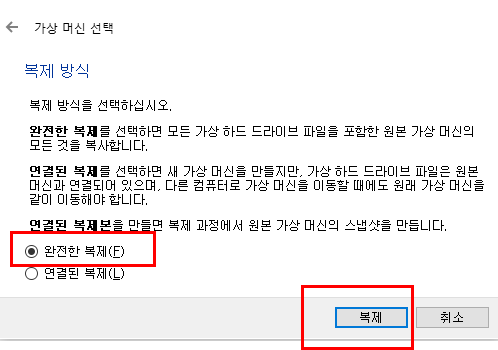 가상 머신 선택
복제 방식
복제 방식을 선택하십시오.
완전한 복제를 선택하면 모든 가상 하드 드라이브 파일을 포함한 원본 가상 머신의
모든 것을 복사합니다.
연결된 복제를 선택하면 새 가상 머신을 만들지만, 가상 하드 드라이브 파일은 원본
머신과 연결되어 있으며, 다른 컴퓨터로 가상 머신을 이동할 때에도 원래 가상 머신을
같이 이동해야 합니다.
연결된 복제본을 만들면 복제 과정에서 원본 가상 머신의 스냅샷을 만듭니다.
완전한 복제(F)
연결된 복제(L)
복제 취소